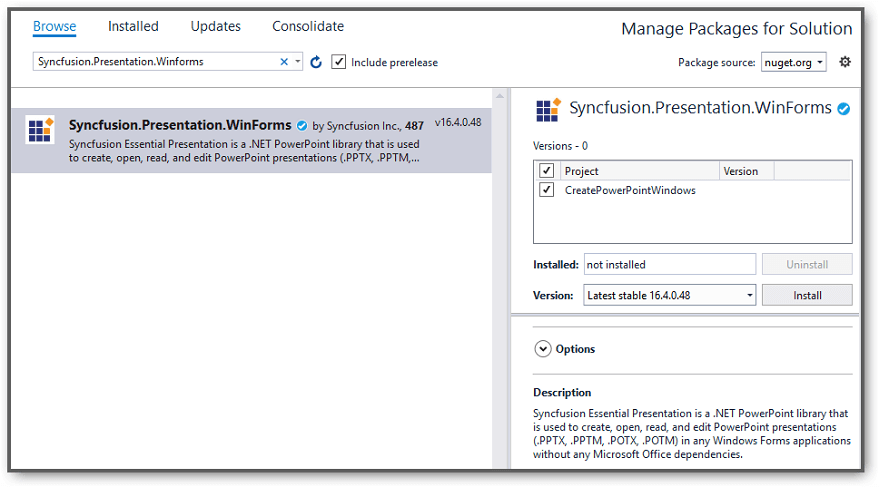 Browse Installed Updates Consolidate
Manage Packages for Solution
Syncfusion.Presentation.Winforms
Include prerelease
Package source: nuget.org
Syncfusion.Presentation.WinForms by Syncfusion Inc., 487
v16.4.0.48
Syncfusion Essential Presentation is a .NET PowerPoint library that is used
to create, open, read, and edit PowerPoint presentations (.PPTX, .PPTM,...
Syncfusion.Presentation.WinForms
Versions - 0
Project Version
CreatePowerPointWindows
Installed: not installed
Uninstall
Version: Latest stable 16.4.0.48
Install
Options
Description
Syncfusion Essential Presentation is a .NET PowerPoint library that
is used to create, open, read, and edit PowerPoint presentations
(.PPTX, .PPTM, .POTX, .POTM) in any Windows Forms applications
without any Microsoft Office dependencies.